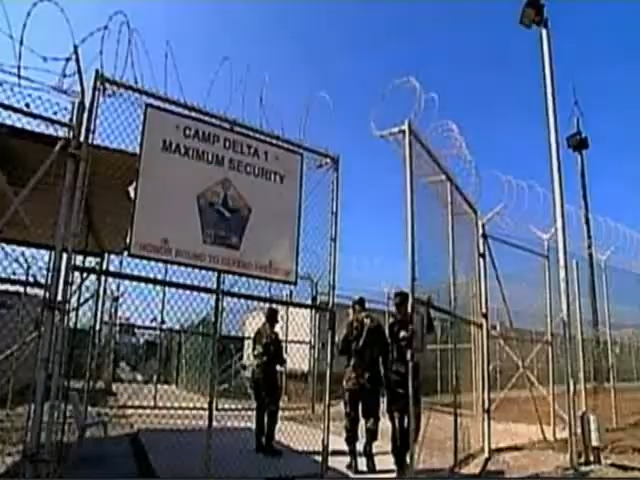 * CAMP DELTA 1 *
MAXIMUM SECURITY
HONOR BOUND TO DEFEND FREEDOM